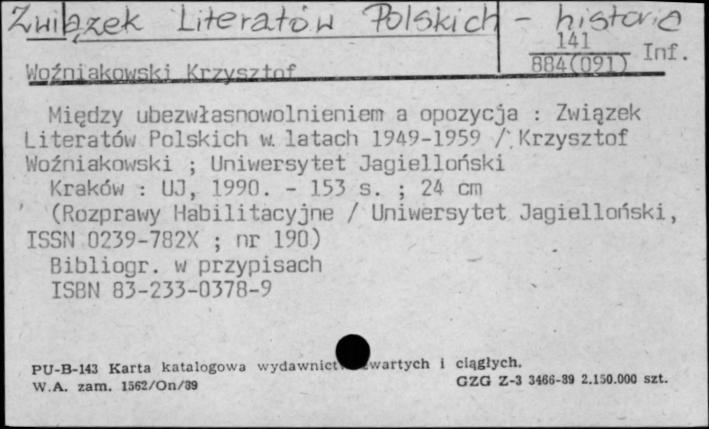 Związek Literatów Polskich - historia
141
884(091) Inf.
Woźniakowski Krzysztof
Między ubezwłasnowolnieniem a opozycja : Związek
Literatów Polskich w latach 1949-1959 / Krzysztof
Woźniakowski ; Uniwersytet Jagielloński
Kraków : UJ, 1990. - 153 s. ; 24 cm
(Rozprawy Habilitacyjne / Uniwersytet Jagielloński,
ISSN 0239-782X ; nr 190)
Bibliogr. w przypisach
ISBN 83-233-0378-9
PU-B-143 Karta katalogowa wydawnict wartych i ciągłych.
W.A. zam. 1562/On/89 GZG Z-3 3466-89 2.150.000 szt.